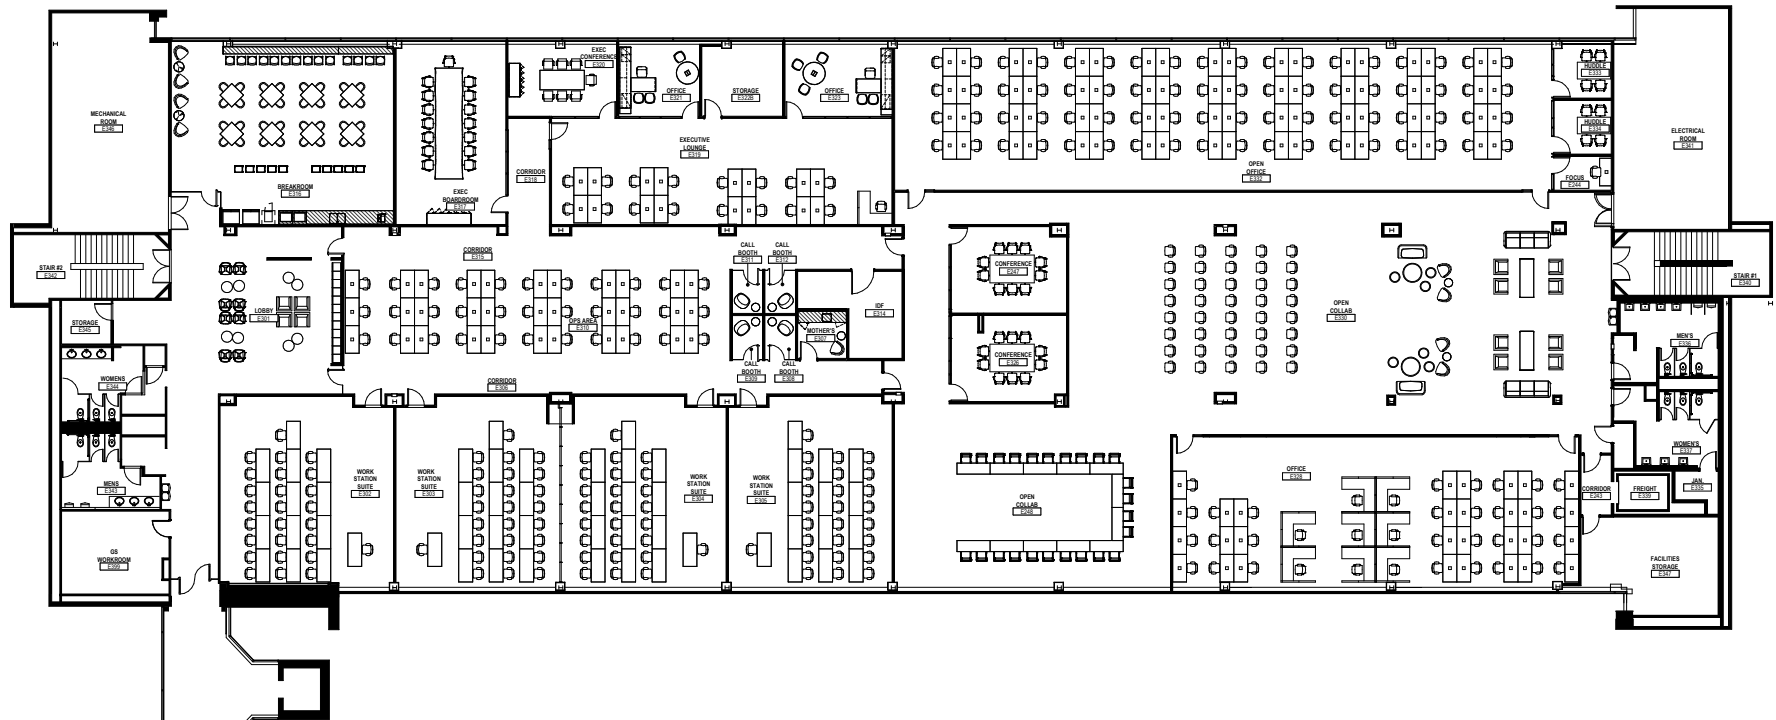 MECHANICAL
ROOM
E346
STAIR #2
E342
STORAGE
E345
WOMENS
E344
MENS
E343
GS
WORKROOM
E399
BREAKROOM
E316
LOBBY
E301
EXEC
BOARDROOM
E317
EXEC
CONFERENCE
E320
OFFICE
E321
STORAGE
E322B
OFFICE
E323
CORRIDOR
E318
EXECUTIVE
LOUNGE
E319
CORRIDOR
E315
OPS AREA
E310
CORRIDOR
E306
CALL
BOOTH
E311
CALL
BOOTH
E312
MOTHER'S
E307
IDF
E314
CALL
BOOTH
E309
CALL
BOOTH
E308
WORK
STATION
SUITE
E302
WORK
STATION
SUITE
E303
WORK
STATION
SUITE
E304
WORK
STATION
SUITE
E305
OPEN
OFFICE
E332
HUDDLE
E333
HUDDLE
E334
FOCUS
E244
ELECTRICAL
ROOM
E341
STAIR #1
E340
CONFERENCE
E247
CONFERENCE
E326
OPEN
COLLAB
E330
MEN'S
E336
WOMEN'S
E337
OPEN
COLLAB
E248
OFFICE
E328
CORRIDOR
E243
FREIGHT
E339
JAN.
E335
FACILITIES
STORAGE
E347